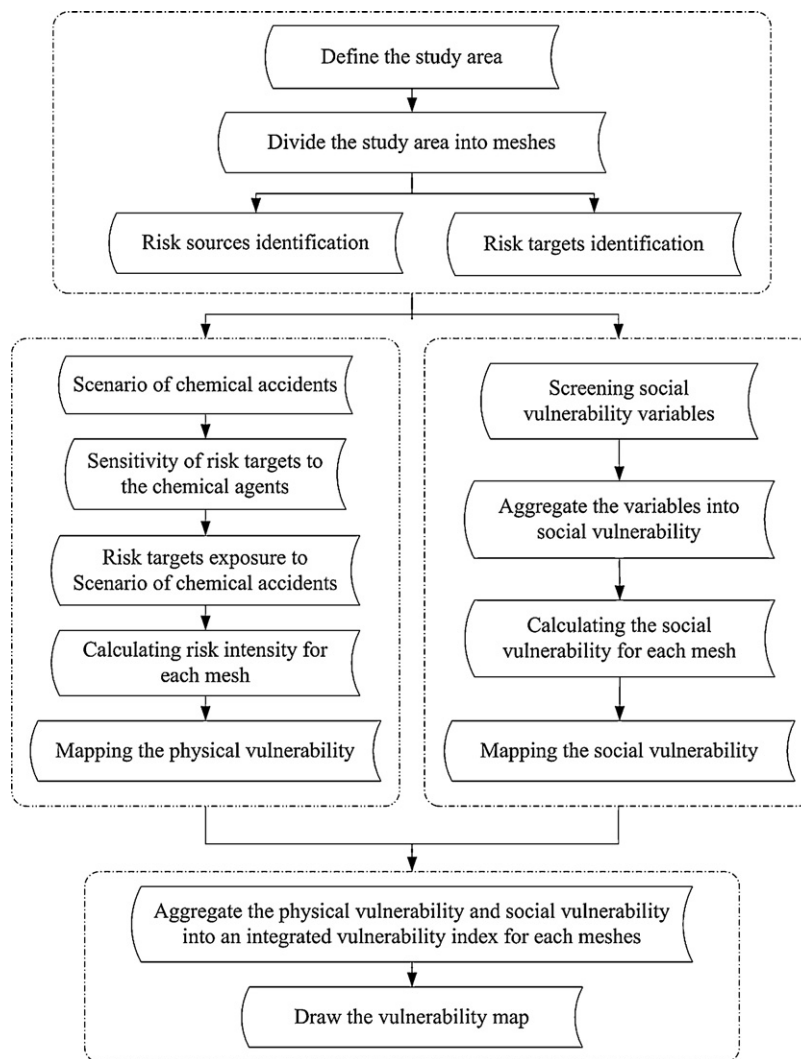 Define the study area
Divide the study area into meshes
Risk sources identification
Risk targets identification
Scenario of chemical accidents
Sensitivity of risk targets to
the chemical agents
Risk targets exposure to
Scenario of chemical accidents
Calculating risk intensity for
each mesh
Mapping the physical vulnerability
Screening social
vulnerability variables
Aggregate the variables into
social vulnerability
Calculating the social
vulnerability for each mesh
Mapping the social vulnerability
Aggregate the physical vulnerability and social vulnerability
into an integrated vulnerability index for each meshes
Draw the vulnerability map